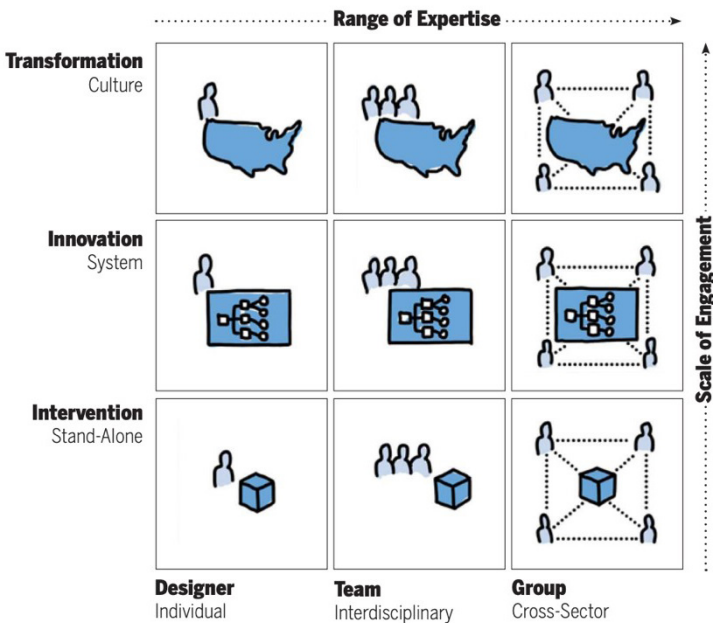 Range of Expertise
Transformation
Culture
Innovation
System
Scale of Engagement
Intervention
Stand-Alone
Designer
Individual
Team
Interdisciplinary
Group
Cross-Sector